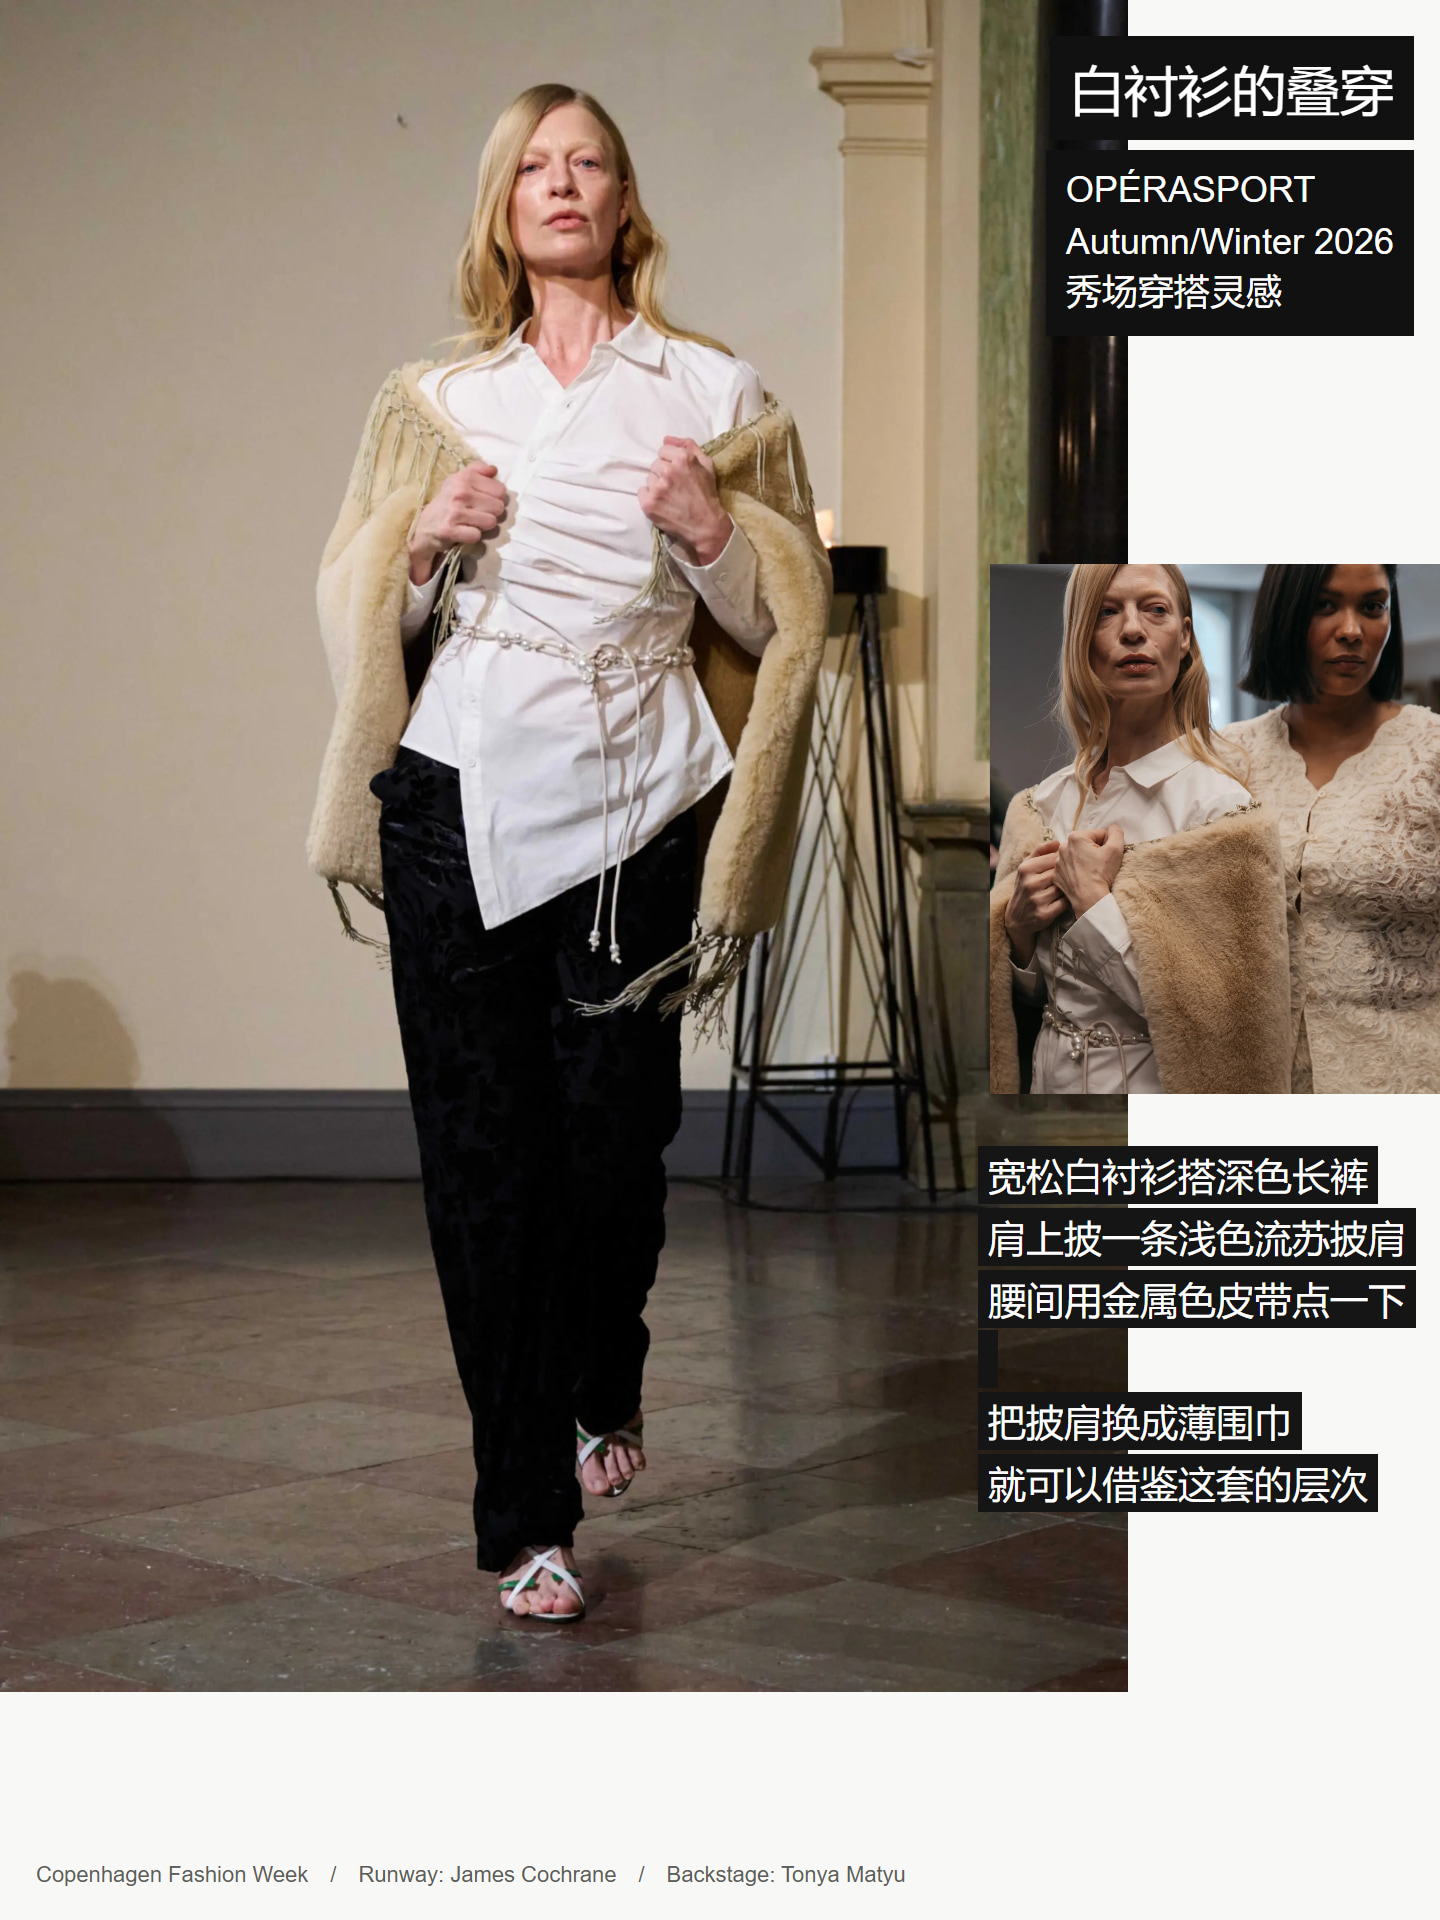 白衬衫的叠穿
OPÉRASPORT
Autumn/Winter 2026
秀场穿搭灵感
宽松白衬衫搭深色长裤
肩上披一条浅色流苏披肩
腰间用金属色皮带点一下
把披肩换成薄围巾
就可以借鉴这套的层次
Copenhagen Fashion Week / Runway: James Cochrane / Backstage: Tonya Matyu